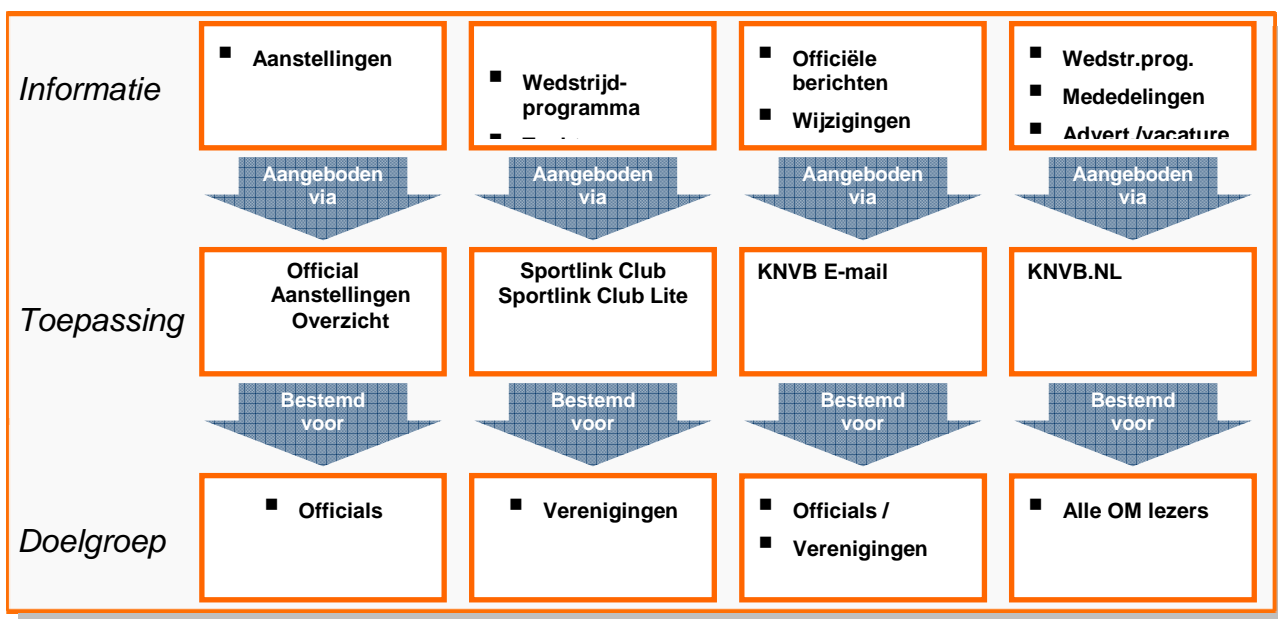 Informatie
Aanstellingen
Wedstrijd-
programma
Officiële
berichten
Wijzigingen
Wedstr.prog.
Mededelingen
Advert./vacature
Aangeboden
via
Aangeboden
via
Aangeboden
via
Aangeboden
via
Toepassing
Official
Aanstellingen
Overzicht
Sportlink Club
Sportlink Club Lite
KNVB E-mail
KNVB.NL
Bestemd
voor
Bestemd
voor
Bestemd
voor
Bestemd
voor
Doelgroep
Officials
Verenigingen
Officials /
Verenigingen
Alle OM lezers